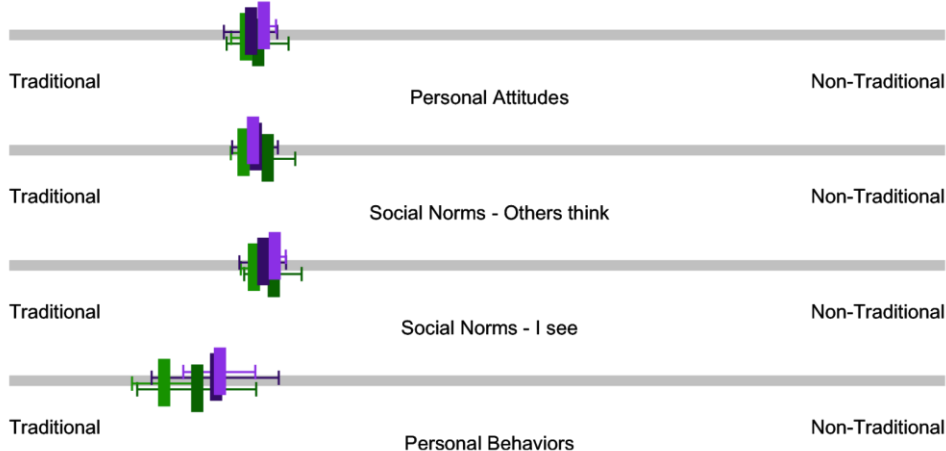 Traditional
Non-Traditional
Personal Attitudes
Traditional
Non-Traditional
Social Norms - Others think
Traditional
Non-Traditional
Social Norms - I see
Traditional
Non-Traditional
Personal Behaviors